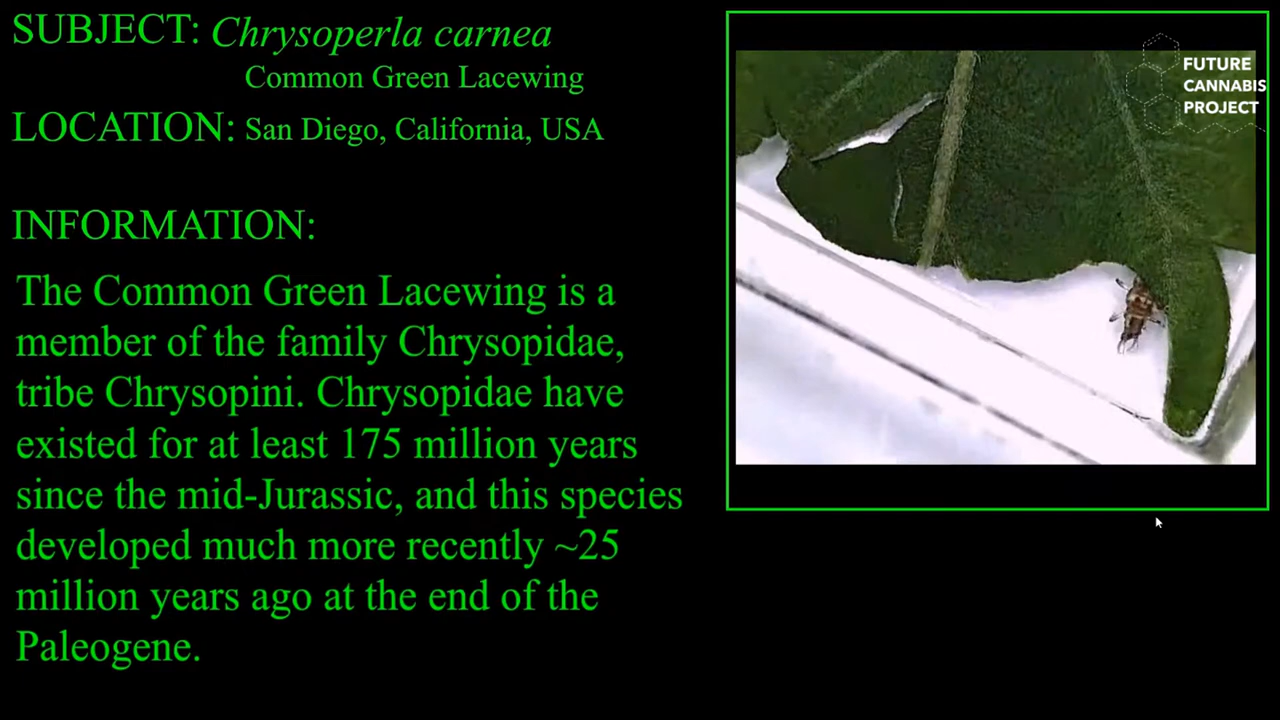 SUBJECT: Chrysoperla carnea
Common Green Lacewing
LOCATION: San Diego, California, USA
INFORMATION:
The Common Green Lacewing is a
member of the family Chrysopidae,
tribe Chrysopini. Chrysopidae have
existed for at least 175 million years
since the mid-Jurassic, and this species
developed much more recently ~25
million years ago at the end of the
Paleogene.
FUTURE
CANNABIS
PROJECT